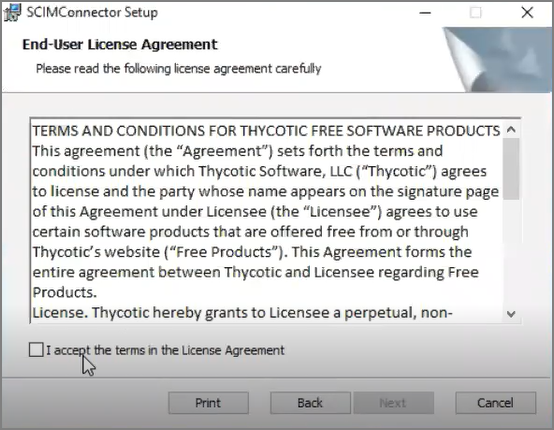 SCIMConnector Setup
End-User License Agreement
Please read the following license agreement carefully
TERMS AND CONDITIONS FOR THYCOTIC FREE SOFTWARE PRODUCTS
This agreement (the “Agreement”) sets forth the terms and
conditions under which Thycotic Software, LLC (“Thycotic”) agrees
to license and the party whose name appears on the signature page
of this Agreement under Licensee (the “Licensee”) agrees to use
certain software products that are offered free from or through
Thycotic’s website (“Free Products”). This Agreement forms the
entire agreement between Thycotic and Licensee regarding Free
Products.
License. Thycotic hereby grants to Licensee a perpetual, non-
I accept the terms in the License Agreement
Print Back Next Cancel